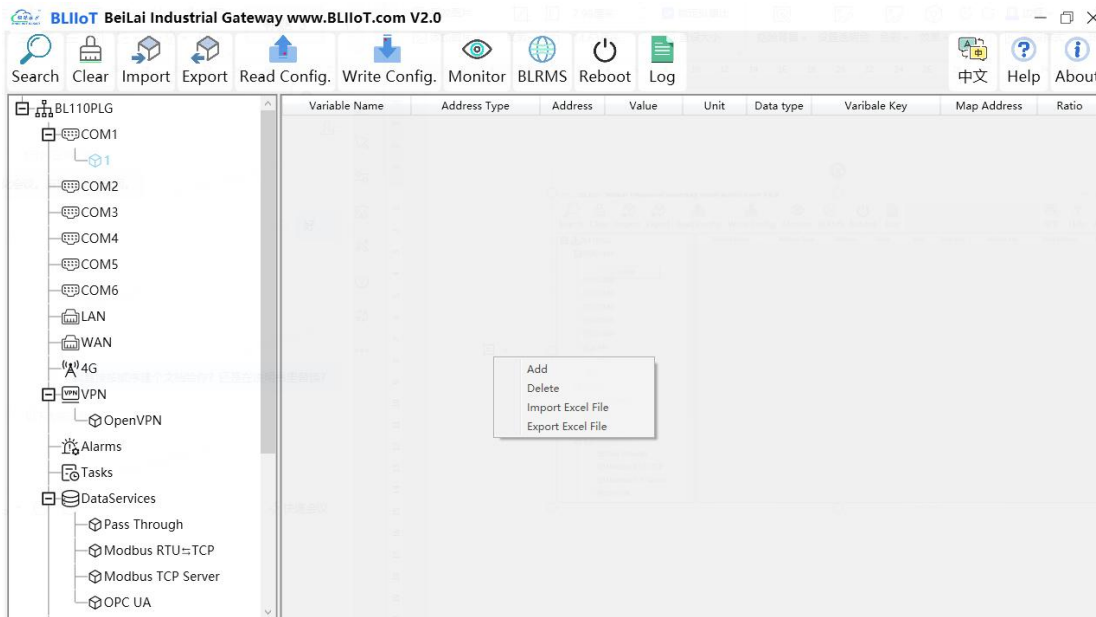 BLIIoT BeiLai Industrial Gateway www.BLIIoT.com V2.0
Search Clear Import Export Read Config. Write Config. Monitor BLRMS Reboot Log 中文 Help About
Variable Name Address Type Address Value Unit Data type Varibale Key Map Address Ratio
BL110PLG
COM1
1
COM2
COM3
COM4
COM5
COM6
LAN
WAN
4G
VPN VPN
OpenVPN
Alarms
Tasks
DataServices
Pass Through
Modbus RTU⇆TCP
Modbus TCP Server
OPC UA
Add
Delete
Import Excel File
Export Excel File